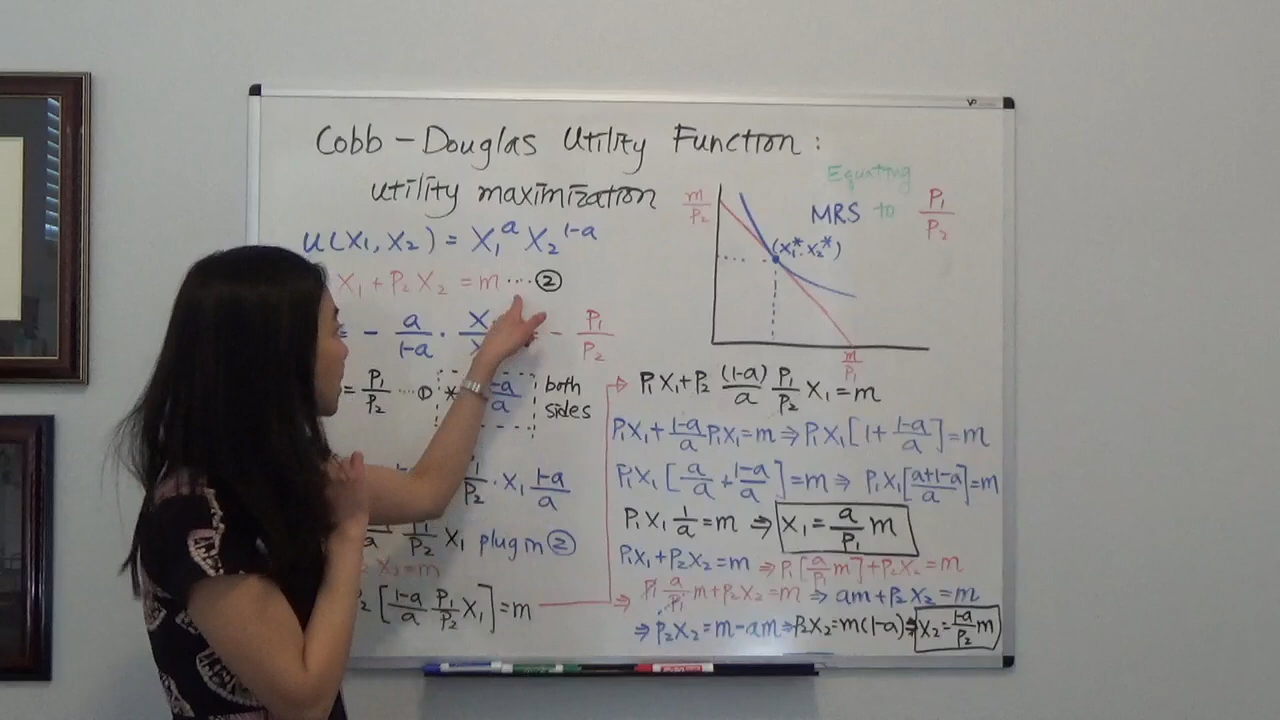 Cobb-Douglas Utility Function :
utility maximization
Equating
MRS to P₁/P₂
u(x₁, x₂) = x₁^a x₂^1-a
x₁ + P₂ x₂ = m ···· ②
= - a/1-a · x = - P₁/P₂
= P₁/P₂ ···· ① * 1-a/a both sides
P₂ · x₁ 1-a/a
P₁/P₂ x₁ plug in ②
x₂ = m
P₂ [1-a/a P₁/P₂ x₁] = m
m/P₂
(x₁*, x₂*)
m/P₁
P₁x₁ + P₂ (1-a)/a P₁/P₂ x₁ = m
P₁x₁ + 1-a/a P₁x₁ = m ⇒ P₁x₁ [1 + 1-a/a] = m
P₁x₁ [a/a + 1-a/a] = m ⇒ P₁x₁ [a+1-a/a] = m
P₁x₁ 1/a = m ⇒ x₁ = a/P₁ m
P₁x₁ + P₂x₂ = m ⇒ P₁ [a/P₁ m] + P₂x₂ = m
⇒ P₁ a/P₁ m + P₂x₂ = m ⇒ am + P₂x₂ = m
⇒ P₂x₂ = m - am ⇒ P₂x₂ = m(1-a) ⇒ x₂ = 1-a/P₂ m